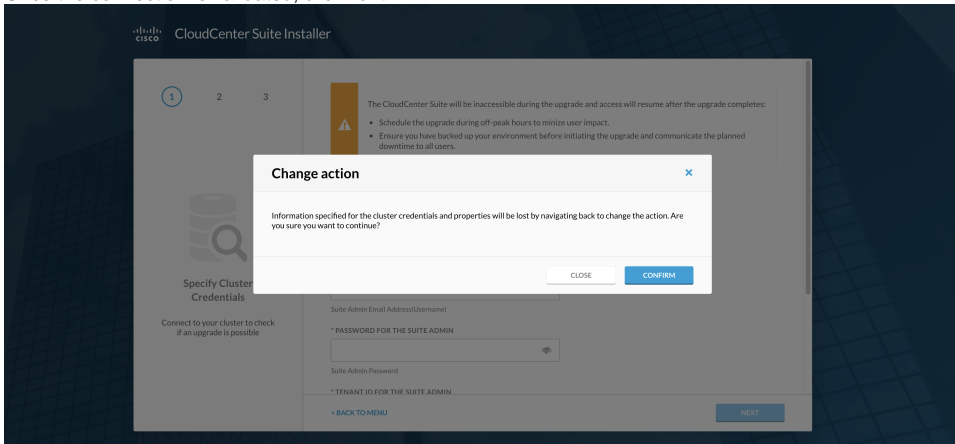 CISCO CloudCenter Suite Installer
1 2 3
The CloudCenter Suite will be inaccessible during the upgrade and access will resume after the upgrade completes:
• Schedule the upgrade during off-peak hours to minize user impact.
• Ensure you have backed up your environment before initiating the upgrade and communicate the planned
downtime to all users.
Change action
Information specified for the cluster credentials and properties will be lost by navigating back to change the action. Are
you sure you want to continue?
CLOSE CONFIRM
Specify Cluster
Credentials
Connect to your cluster to check
if an upgrade is possible
Suite Admin Email Address(Username)
* PASSWORD FOR THE SUITE ADMIN
Suite Admin Password
* TENANT ID FOR THE SUITE ADMIN
< BACK TO MENU
NEXT